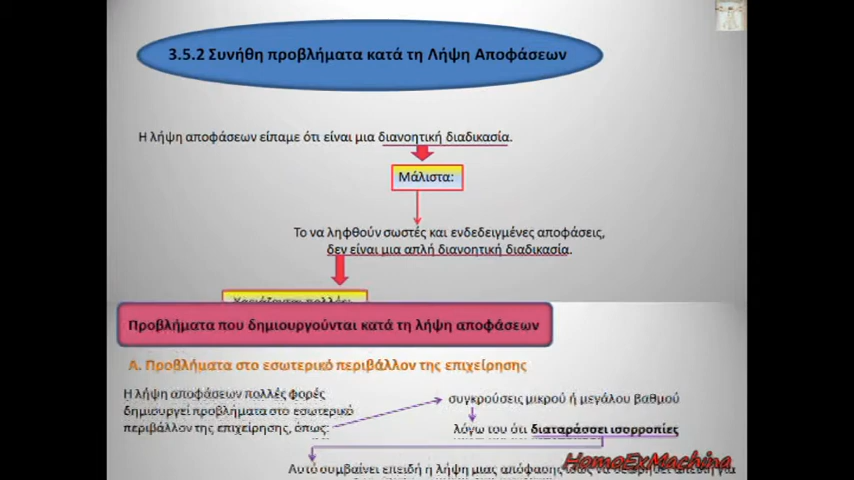 3.5.2 Συνήθη προβλήματα κατά τη Λήψη Αποφάσεων
Η λήψη αποφάσεων είπαμε ότι είναι μια διανοητική διαδικασία.
Μάλιστα:
Το να ληφθούν σωστές και ενδεδειγμένες αποφάσεις,
δεν είναι μια απλή διανοητική διαδικασία.
Προβλήματα που δημιουργούνται κατά τη λήψη αποφάσεων
Α. Προβλήματα στο εσωτερικό περιβάλλον της επιχείρησης
Η λήψη αποφάσεων πολλές φορές
δημιουργεί προβλήματα στο εσωτερικό
περιβάλλον της επιχείρησης, όπως:
συγκρούσεις μικρού ή μεγάλου βαθμού
λόγω του ότι διαταράσσει ισορροπίες
Αυτό συμβαίνει επειδή η λήψη μιας απόφασης
HomoExMachina